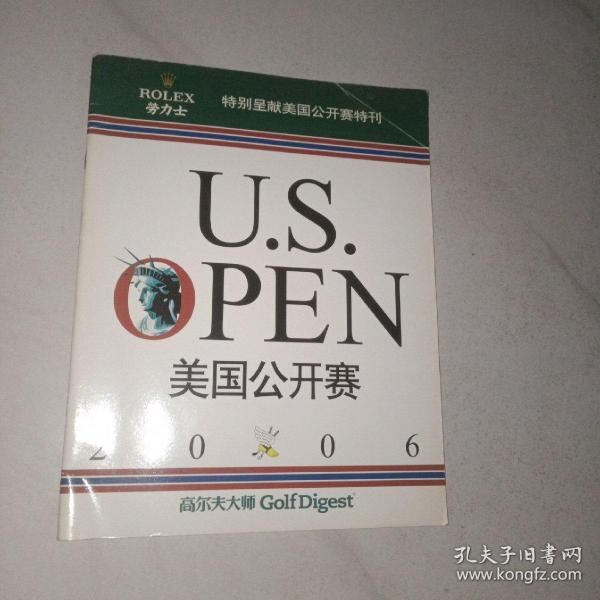 ROLEX
劳力士
特别呈献美国公开赛特刊
U.S.
OPEN
美国公开赛
2 0 0 6
高尔夫大师 GolfDigest
孔夫子旧书网
www.kongfz.com